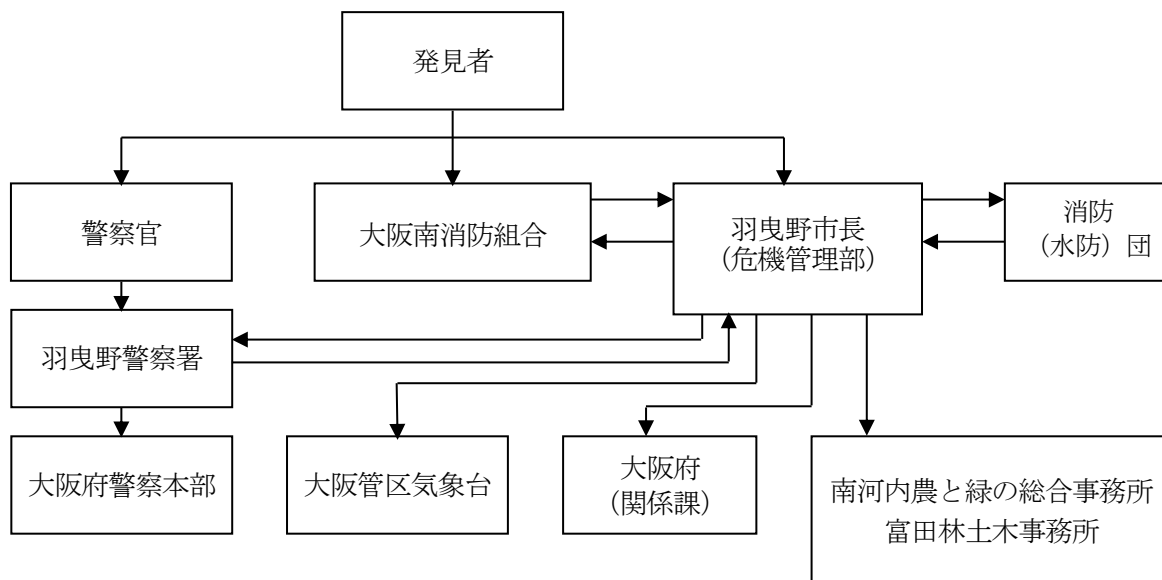 発見者
警察官
大阪南消防組合
羽曳野市長
（危機管理部）
消防
（水防）団
羽曳野警察署
大阪府警察本部
大阪管区気象台
大阪府
（関係課）
南河内農と緑の総合事務所
富田林土木事務所